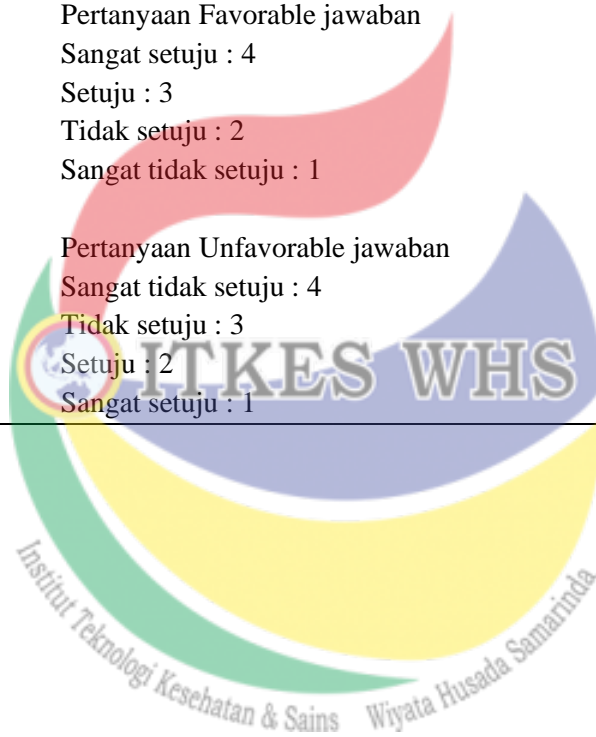 Pertanyaan Favorable jawaban
Sangat setuju : 4
Setuju : 3
Tidak setuju : 2
Sangat tidak setuju : 1
Pertanyaan Unfavorable jawaban
Sangat tidak setuju : 4
Tidak setuju : 3
Setuju : 2
Sangat setuju : 1
ITKES WHS
Institut Teknologi Kesehatan & Sains Wiyata Husada Samarinda